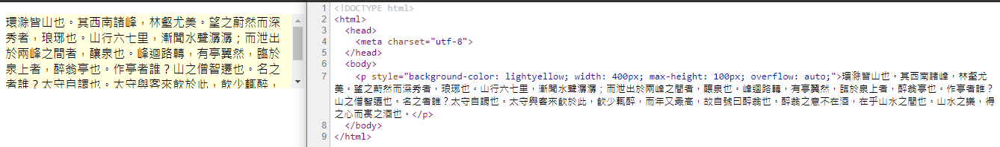 環滁皆山也。其西南諸峰，林壑尤美。望之蔚然而深
秀者，琅琊也。山行六七里，漸聞水聲潺潺；而泄出
於兩峰之間者，釀泉也。峰迴路轉，有亭翼然，臨於
泉上者，醉翁亭也。作亭者誰？山之僧智遷也。名之
者誰？太守自謂也。太守與客來飲於此，飲少輒醉，
1 <!DOCTYPE html>
2 <html>
3 <head>
4 <meta charset="utf-8">
5 </head>
6 <body>
7 <p style="background-color: lightyellow; width: 400px; max-height: 100px; overflow: auto;">環滁皆山也。其西南諸峰，林壑尤
美。望之蔚然而深秀者，琅琊也。山行六七里，漸聞水聲潺潺；而泄出於兩峰之間者，釀泉也。峰迴路轉，有亭翼然，臨於泉上者，醉翁亭也。作亭者誰？
山之僧智遷也。名之者誰？太守自謂也。太守與客來飲於此，飲少輒醉，而年又最高，故自號曰醉翁也。醉翁之意不在酒，在乎山水之間也。山水之樂，得
之心而寓之酒也。</p>
8 </body>
9 </html>